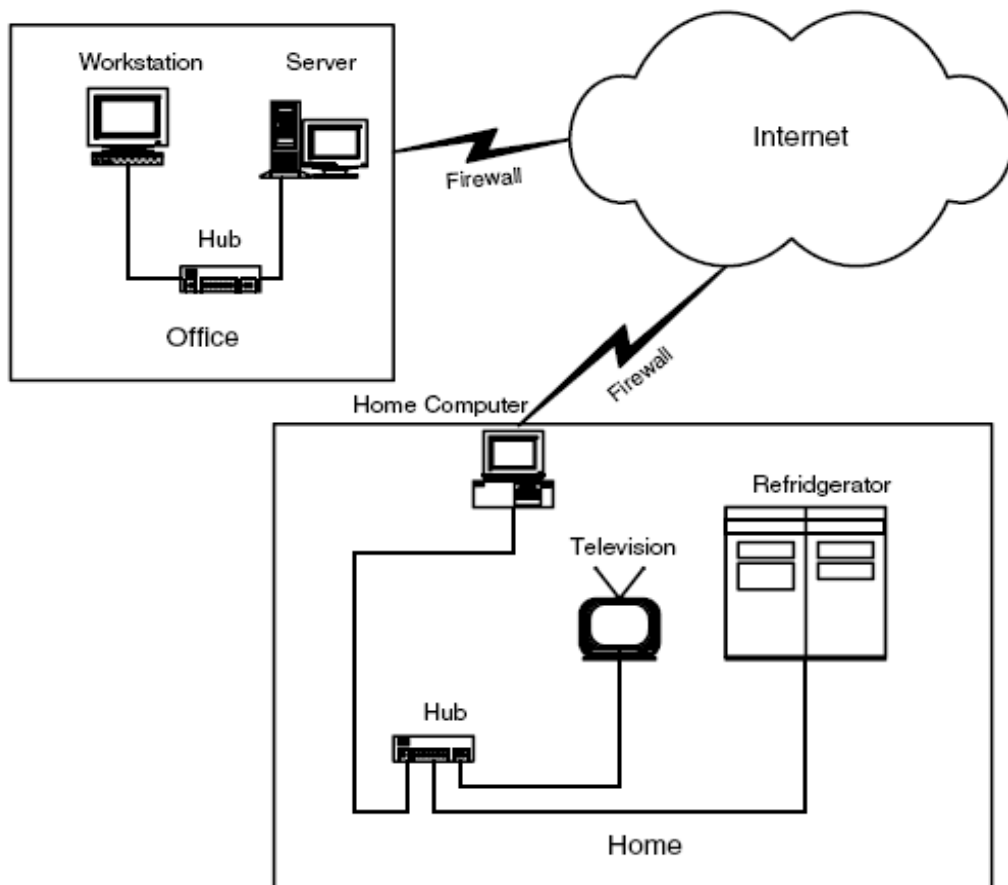 Workstation
Server
Internet
Firewall
Hub
Office
Firewall
Home Computer
Refridgerator
Television
Hub
Home